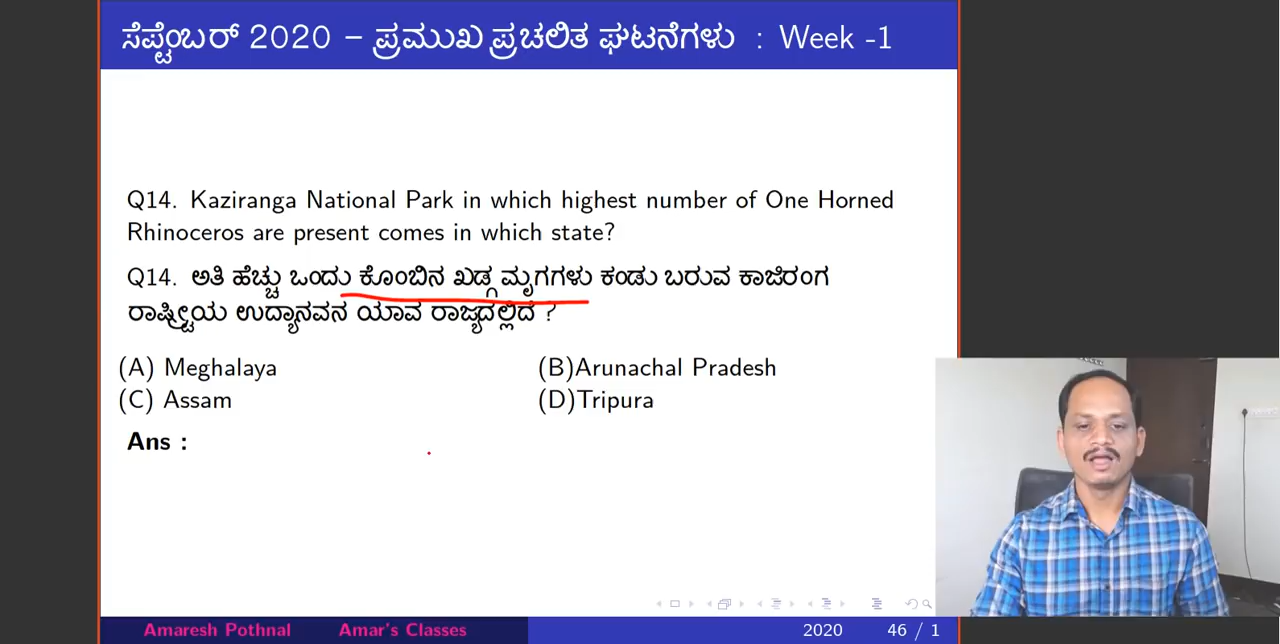 ಸೆಪ್ಟೆಂಬರ್ 2020 – ಪ್ರಮುಖ ಪ್ರಚಲಿತ ಘಟನೆಗಳು : Week -1
Q14. Kaziranga National Park in which highest number of One Horned
Rhinoceros are present comes in which state?
Q14. ಅತಿ ಹೆಚ್ಚು ಒಂದು ಕೊಂಬಿನ ಖಡ್ಗ ಮೃಗಗಳು ಕಂಡು ಬರುವ ಕಾಜಿರಂಗ
ರಾಷ್ಟ್ರೀಯ ಉದ್ಯಾನವನ ಯಾವ ರಾಜ್ಯದಲ್ಲಿದೆ ?
(A) Meghalaya (B)Arunachal Pradesh
(C) Assam (D)Tripura
Ans :
Amaresh Pothnal Amar's Classes 2020 46 / 1